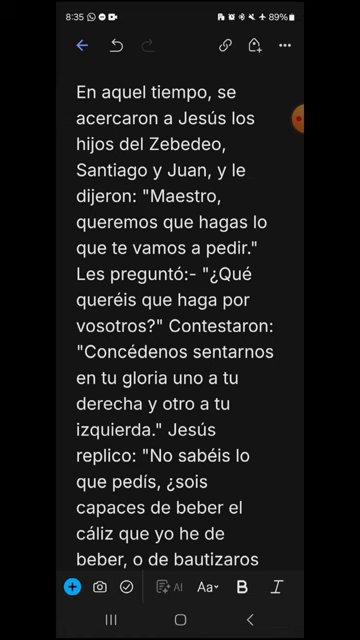 8:35
89%
En aquel tiempo, se
acercaron a Jesús los
hijos del Zebedeo,
Santiago y Juan, y le
dijeron: "Maestro,
queremos que hagas lo
que te vamos a pedir."
Les preguntó:- "¿Qué
queréis que haga por
vosotros?" Contestaron:
"Concédenos sentarnos
en tu gloria uno a tu
derecha y otro a tu
izquierda." Jesús
replico: "No sabéis lo
que pedís, ¿sois
capaces de beber el
cáliz que yo he de
beber, o de bautizaros
AI Aa B I